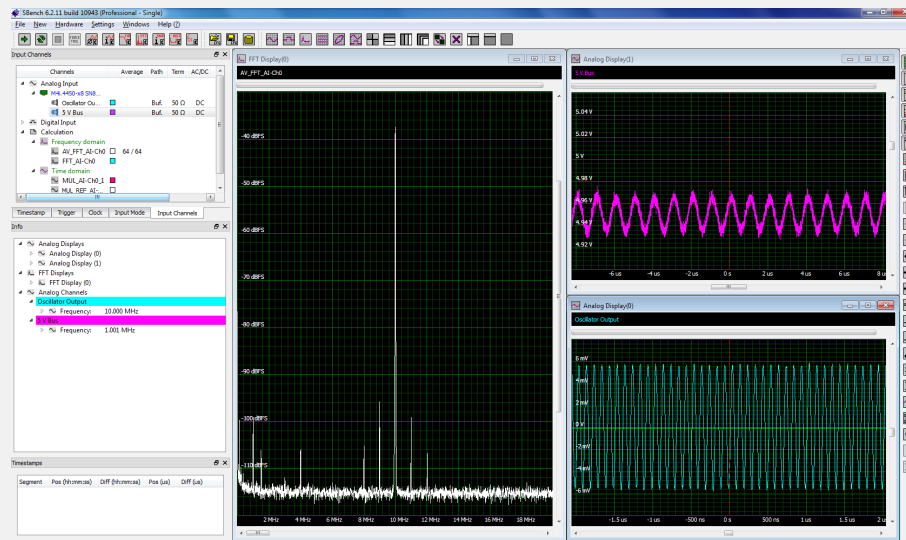 SBench 6.2.11 build 10943 (Professional - Single)
File New Hardware Settings Windows Help (?)
Input Channels
Channels Average Path Term AC/DC
Analog Input
M4i.4450-x8 SN8...
Oscillator Ou... Buf. 50 Ω DC
5 V Bus Buf. 50 Ω DC
Digital Input
Calculation
Frequency domain
AV_FFT_AI-Ch0 64 / 64
FFT_AI-Ch0
Time domain
MUL_AI-Ch0_1
MUL_REF_AI-...
Timestamp Trigger Clock Input Mode Input Channels
Info
Analog Displays
Analog Display (0)
Analog Display (1)
FFT Displays
FFT Display (0)
Analog Channels
Oscillator Output
Frequency: 10.000 MHz
5 V Bus
Frequency: 1.001 MHz
Timestamps
Segment Pos (hh:mm:ss) Diff (hh:mm:ss) Pos (us) Diff (us)
FFT Display(0)
AV_FFT_AI-Ch0
-40 dBFS
-50 dBFS
-60 dBFS
-70 dBFS
-80 dBFS
-90 dBFS
-100 dBFS
-110 dBFS
2 MHz 4 MHz 6 MHz 8 MHz 10 MHz 12 MHz 14 MHz 16 MHz 18 MHz
Analog Display(1)
5 V Bus
5.04 V
5.02 V
5 V
4.98 V
4.96 V
4.94 V
4.92 V
-6 us -4 us -2 us 0 s 2 us 4 us 6 us 8 u
Analog Display(0)
Oscillator Output
6 mV
4 mV
2 mV
0 V
-2 mV
-4 mV
-6 mV
-1.5 us -1 us -500 ns 0 s 500 ns 1 us 1.5 us 2 u